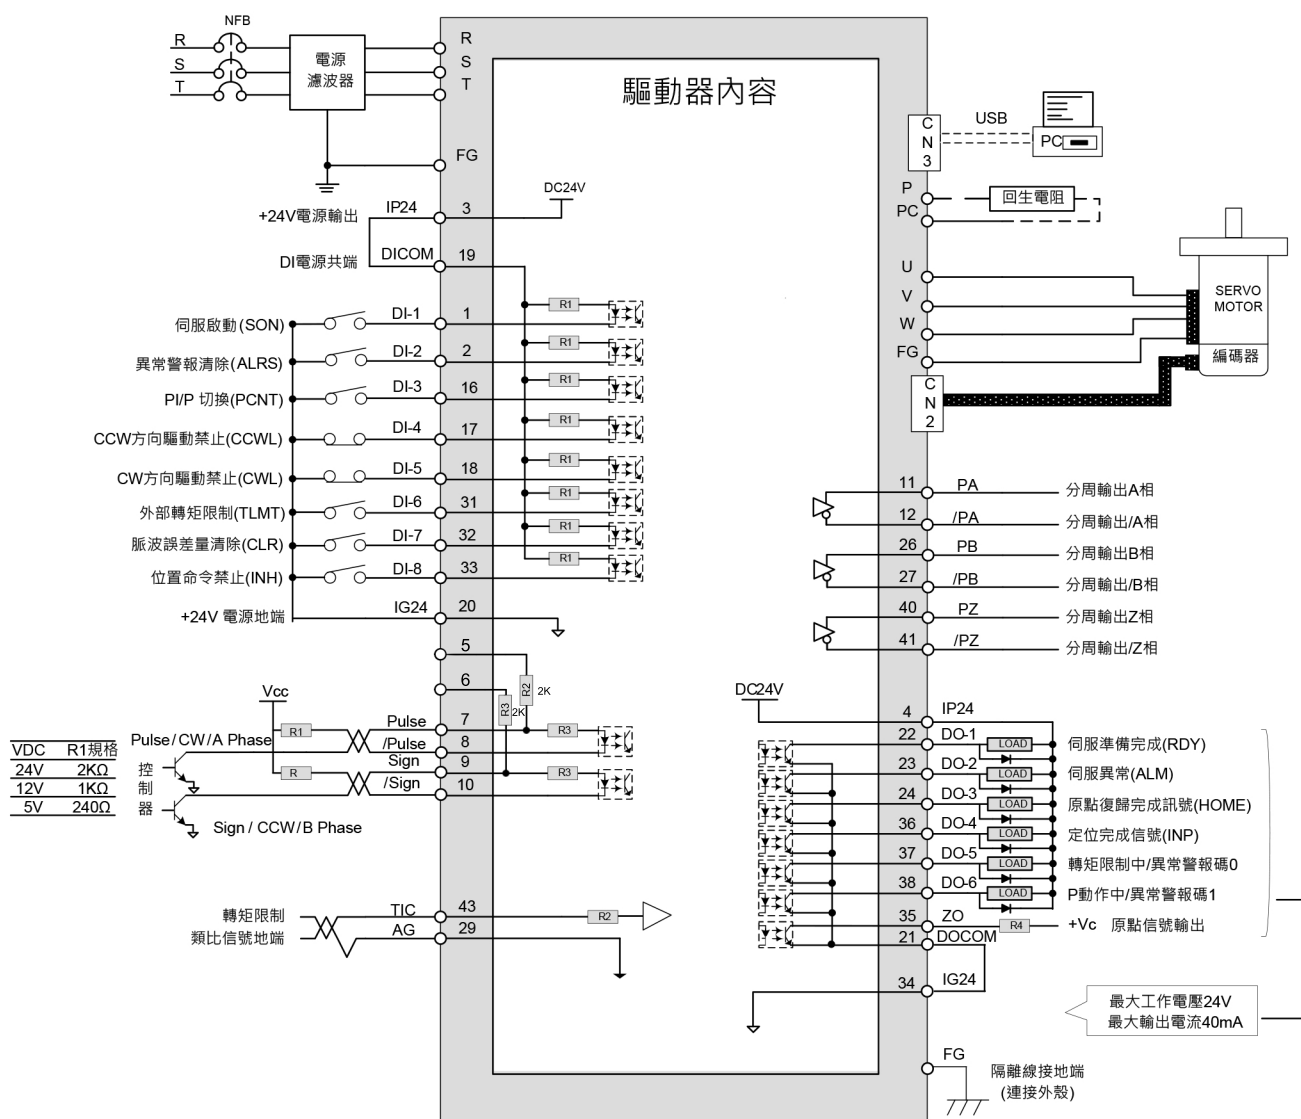 NFB
R
S
T
電源
濾波器
R
S
T
FG
驅動器內容
+24V電源輸出
IP24
3
DC24V
DI電源共端
DICOM
19
R1
伺服啟動(SON)
DI-1
1
R1
異常警報清除(ALRS)
DI-2
2
R1
PI/P 切換(PCNT)
DI-3
16
R1
CCW方向驅動禁止(CCWL)
DI-4
17
R1
CW方向驅動禁止(CWL)
DI-5
18
R1
外部轉矩限制(TLMT)
DI-6
31
R1
脈波誤差量清除(CLR)
DI-7
32
R1
位置命令禁止(INH)
DI-8
33
+24V 電源地端
IG24
20
5
6
R2
2K
R3
2K
Vcc
R1
Pulse
7
R3
Pulse/CW/A Phase
/Pulse
8
R
Sign
9
R3
/Sign
10
Sign / CCW/B Phase
控
制
器
VDC R1規格
24V 2KΩ
12V 1KΩ
5V 240Ω
轉矩限制
TIC
43
R2
類比信號地端
AG
29
C
N
3
USB
PC
P
PC
回生電阻
U
V
W
FG
SERVO
MOTOR
編碼器
C
N
2
11
PA
分周輸出A相
12
/PA
分周輸出/A相
26
PB
分周輸出B相
27
/PB
分周輸出/B相
40
PZ
分周輸出Z相
41
/PZ
分周輸出/Z相
DC24V
4
IP24
22
DO-1
LOAD
伺服準備完成(RDY)
23
DO-2
LOAD
伺服異常(ALM)
24
DO-3
LOAD
原點復歸完成訊號(HOME)
36
DO-4
LOAD
定位完成信號(INP)
37
DO-5
LOAD
轉矩限制中/異常警報碼0
38
DO-6
LOAD
P動作中/異常警報碼1
35
ZO
R4
+Vc 原點信號輸出
21
DOCOM
34
IG24
最大工作電壓24V
最大輸出電流40mA
FG
隔離線接地端
(連接外殼)